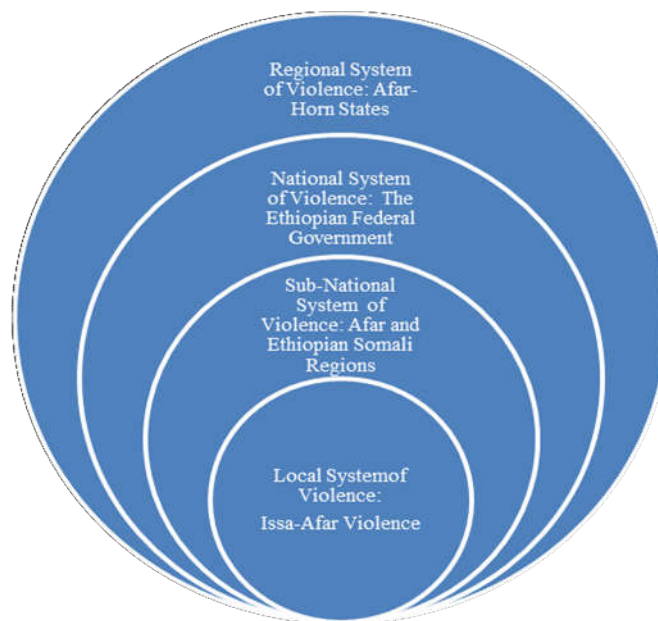 Regional System
of Violence: Afar-
Horn States
National System
of Violence: The
Ethiopian Federal
Government
Sub-National
System of
Violence: Afar and
Ethiopian Somali
Regions
Local Systemof
Violence:
Issa-Afar Violence